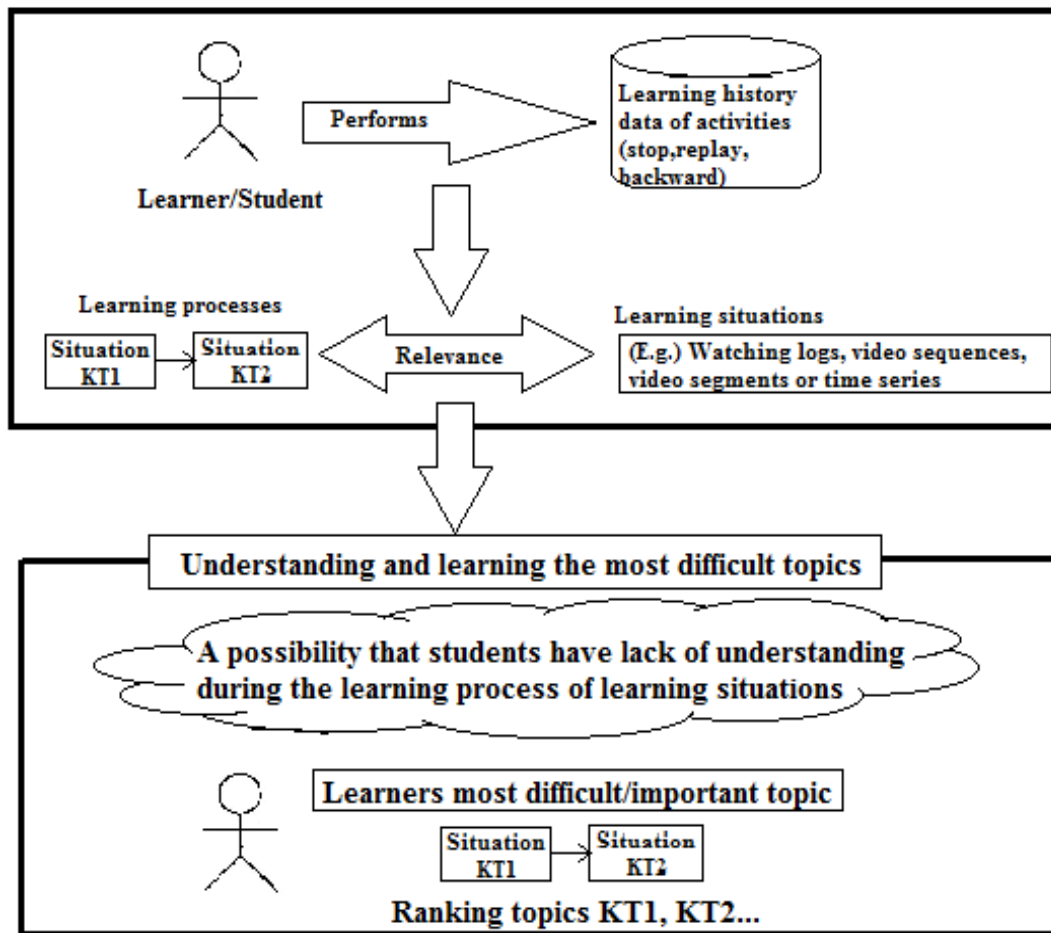 Performs
Learning history
data of activities
(stop,replay,
backward)
Learner/Student
Learning processes
Situation
KT1
Situation
KT2
Relevance
Learning situations
(E.g.) Watching logs, video sequences,
video segments or time series
Understanding and learning the most difficult topics
A possibility that students have lack of understanding
during the learning process of learning situations
Learners most difficult/important topic
Situation
KT1
Situation
KT2
Ranking topics KT1, KT2...